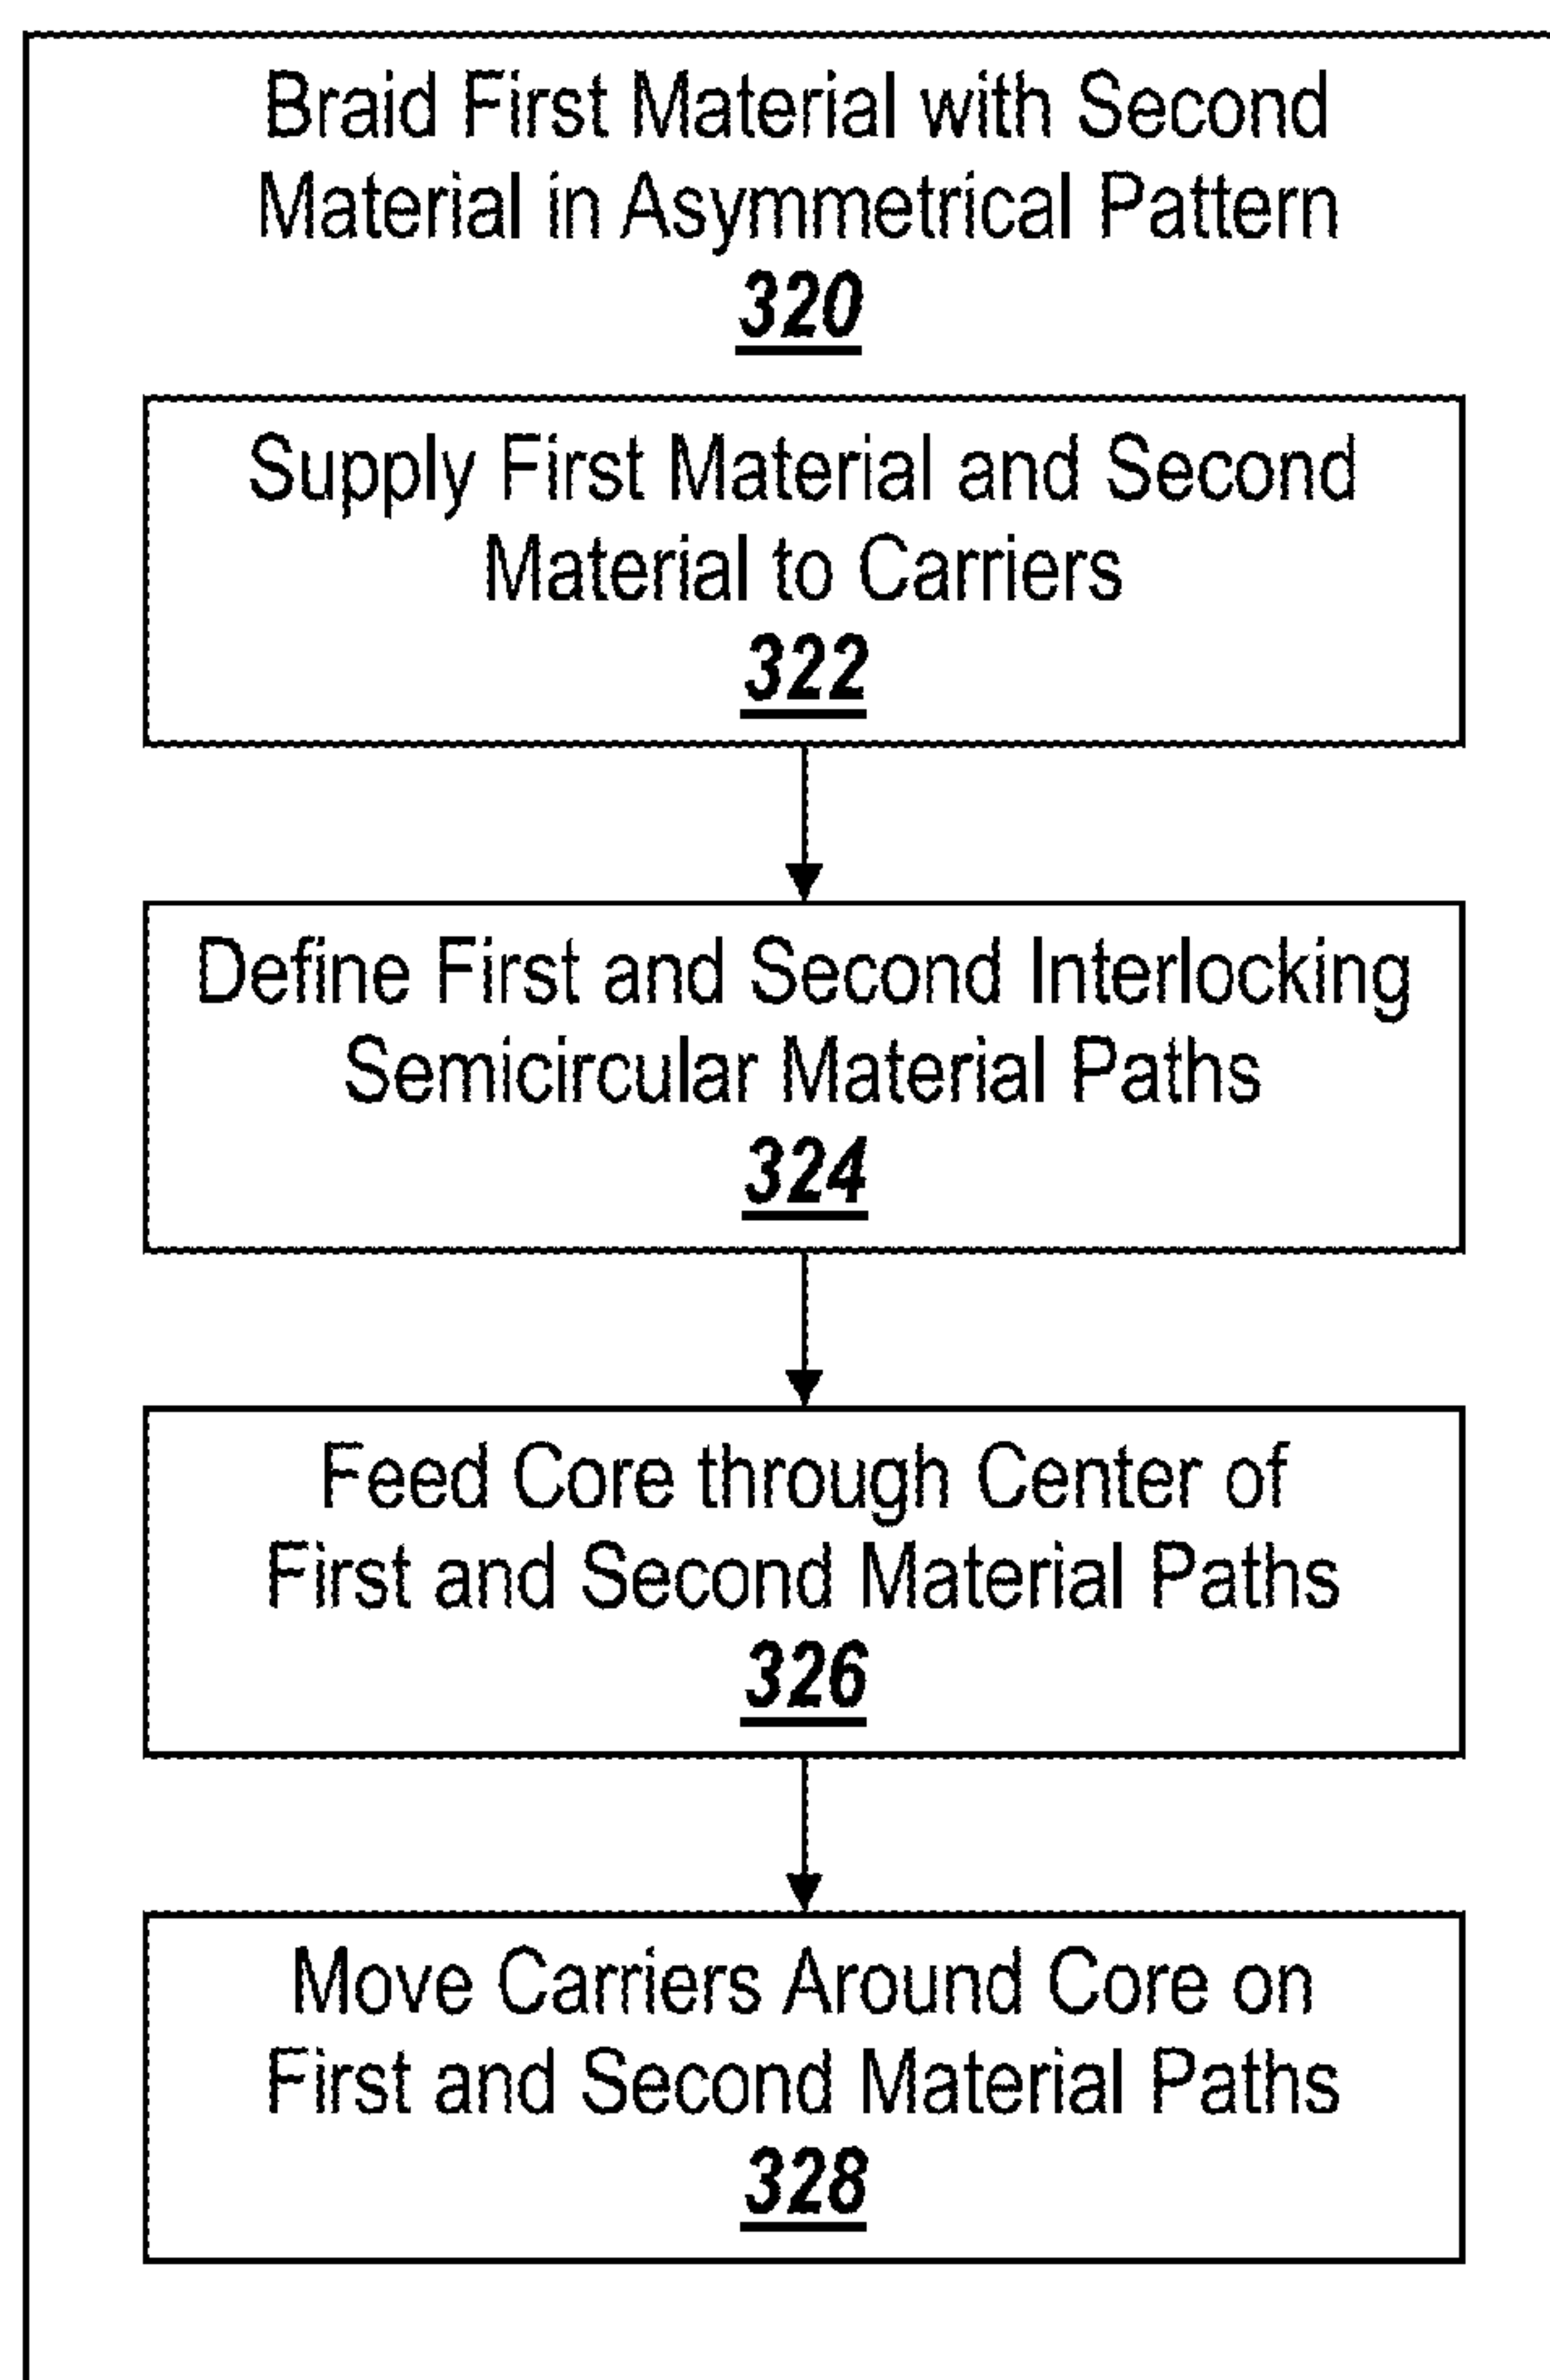 Braid First Material with Second
Material in Asymmetrical Pattern
320
Supply First Material and Second
Material to Carriers
322
Define First and Second Interlocking
Semicircular Material Paths
324
Feed Core through Center of
First and Second Material Paths
326
Move Carriers Around Core on
First and Second Material Paths
328